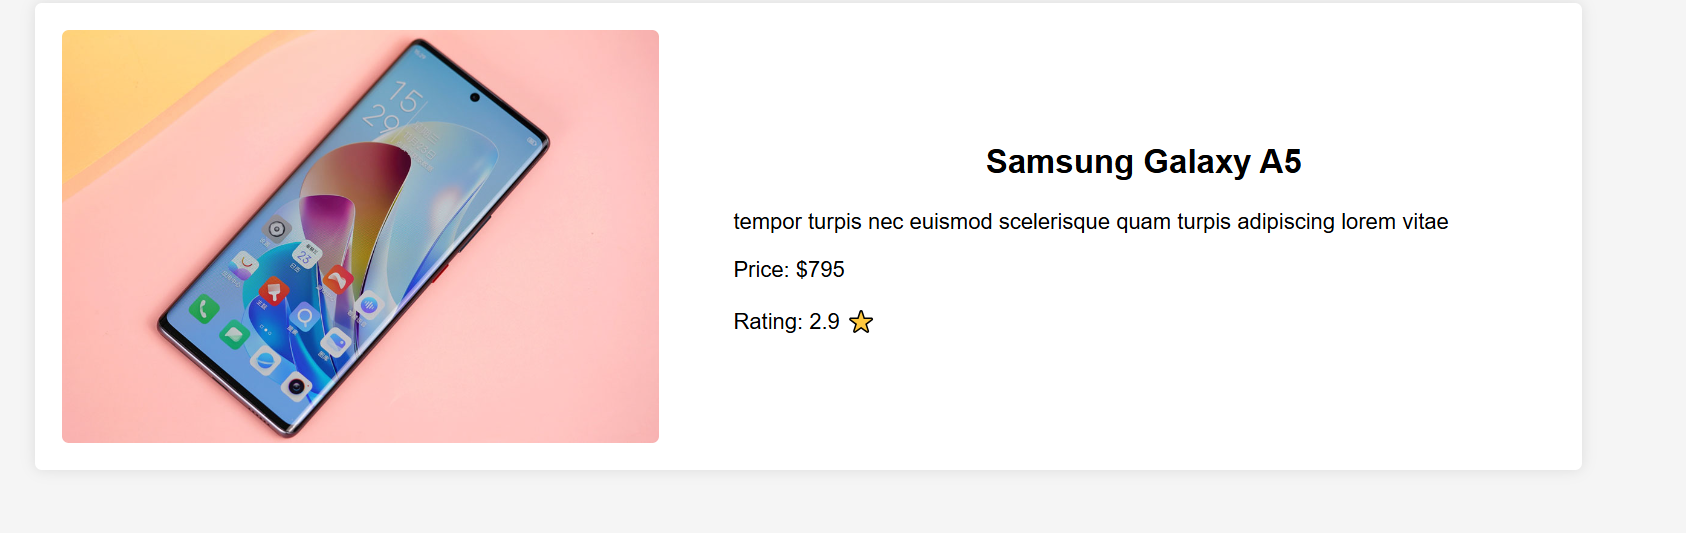 15
29
23
Samsung Galaxy A5
tempor turpis nec euismod scelerisque quam turpis adipiscing lorem vitae
Price: $795
Rating: 2.9